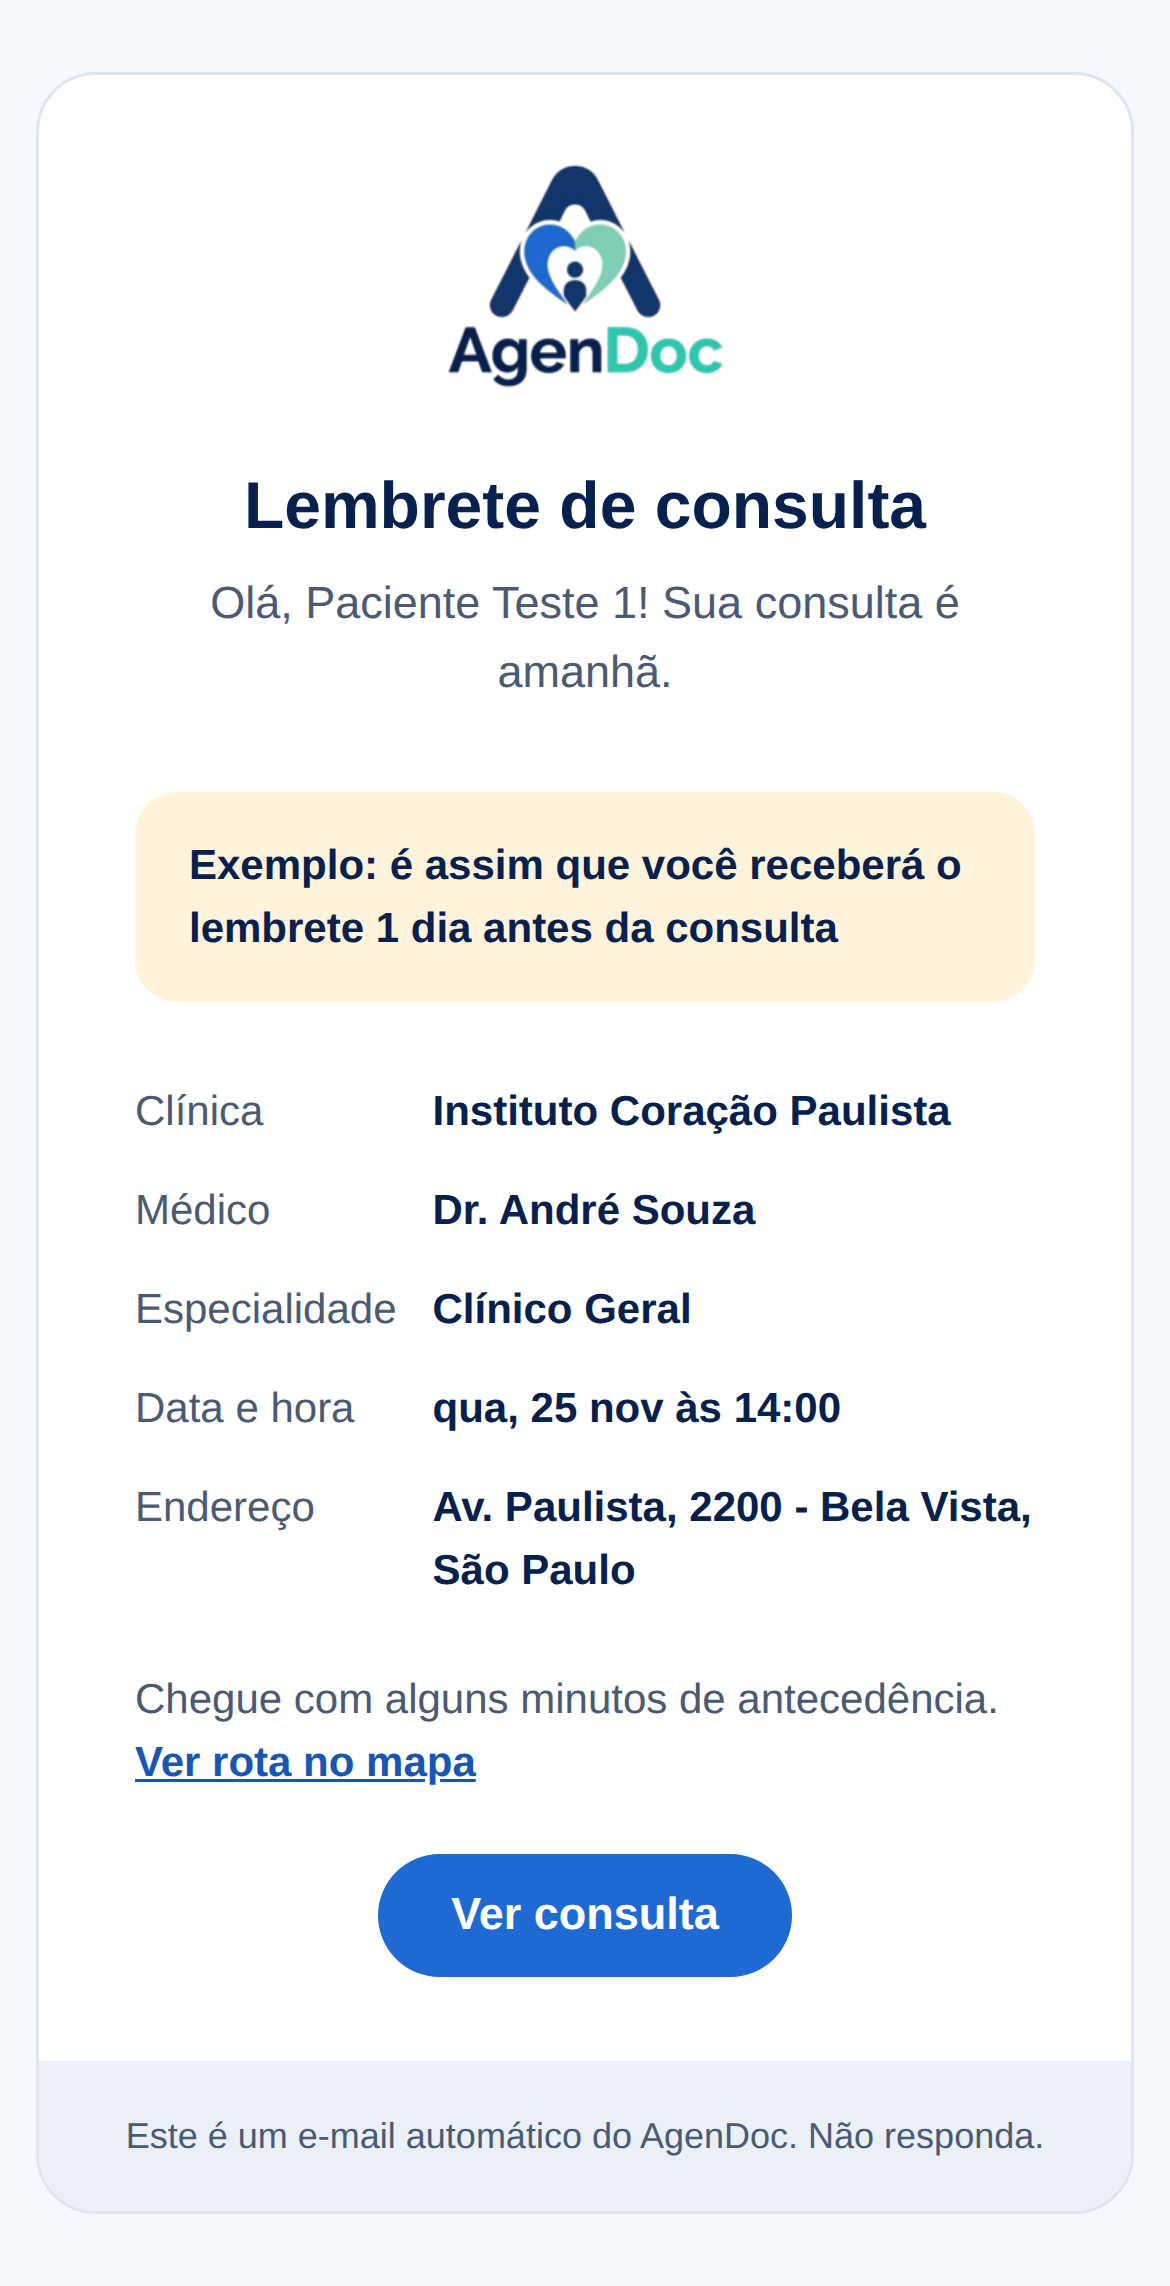 AgenDoc
Lembrete de consulta
Olá, Paciente Teste 1! Sua consulta é
amanhã.
Exemplo: é assim que você receberá o
lembrete 1 dia antes da consulta
Clínica Instituto Coração Paulista
Médico Dr. André Souza
Especialidade Clínico Geral
Data e hora qua, 25 nov às 14:00
Endereço Av. Paulista, 2200 - Bela Vista,
São Paulo
Chegue com alguns minutos de antecedência.
Ver rota no mapa
Ver consulta
Este é um e-mail automático do AgenDoc. Não responda.